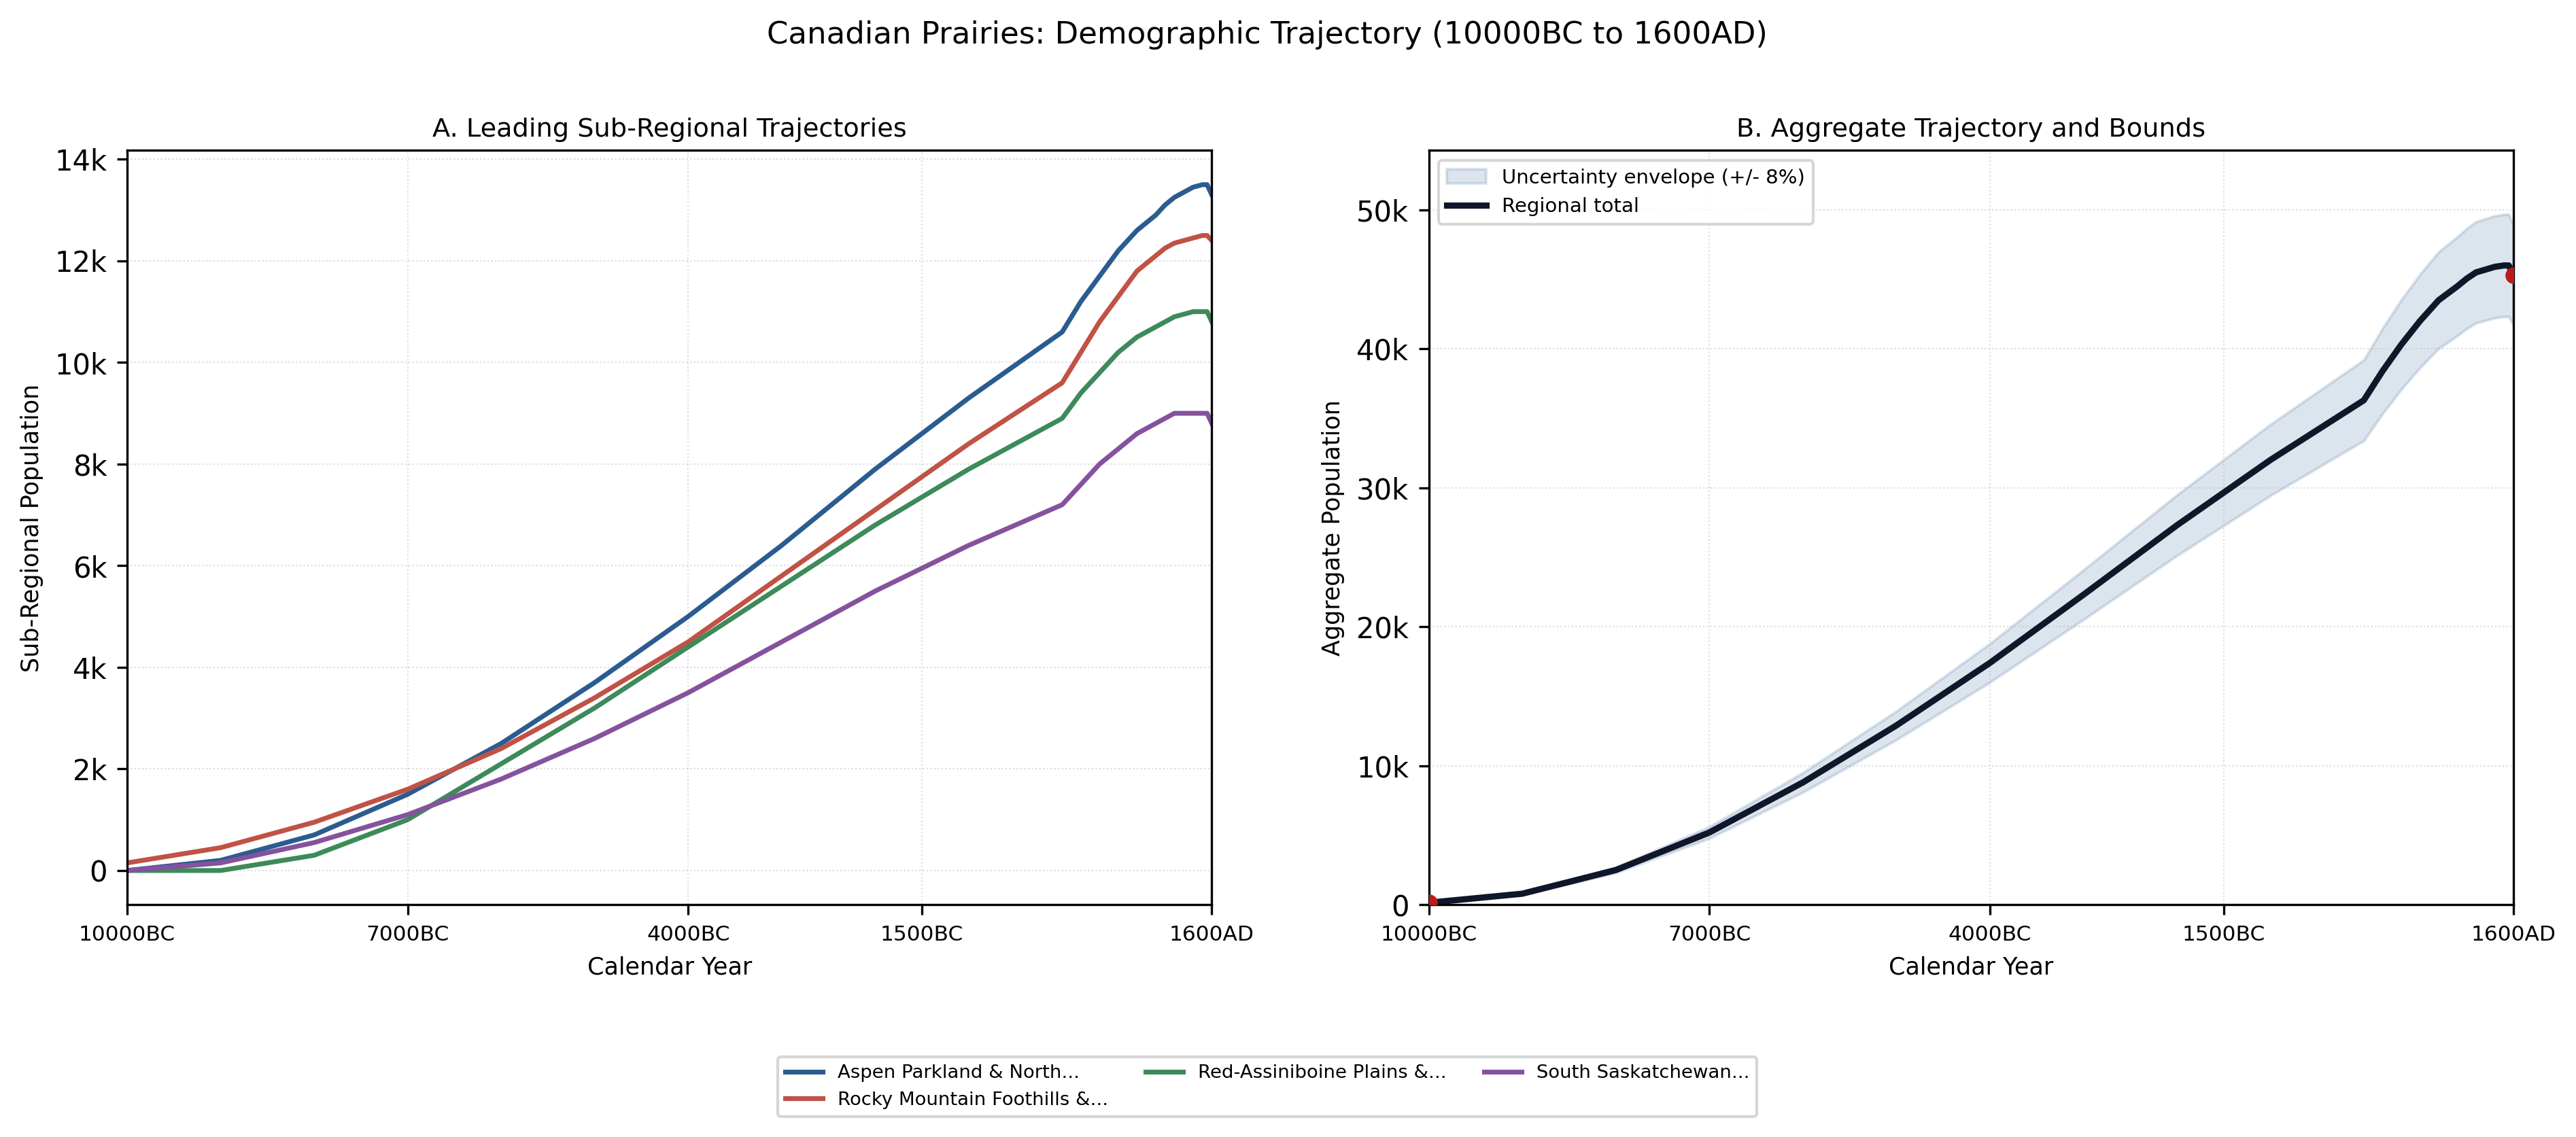 Canadian Prairies: Demographic Trajectory (10000BC to 1600AD)
A. Leading Sub-Regional Trajectories
14k
12k
10k
8k
6k
4k
2k
0
Sub-Regional Population
10000BC
7000BC
4000BC
1500BC
1600AD
Calendar Year
B. Aggregate Trajectory and Bounds
Uncertainty envelope (+/- 8%)
Regional total
50k
40k
30k
20k
10k
0
Aggregate Population
10000BC
7000BC
4000BC
1500BC
1600AD
Calendar Year
Aspen Parkland & North...
Rocky Mountain Foothills &...
Red-Assiniboine Plains &...
South Saskatchewan...